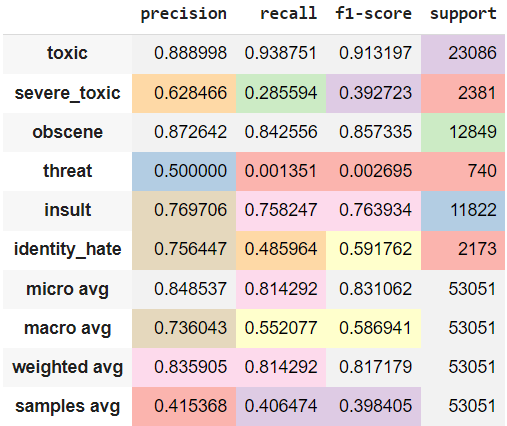 precision recall f1-score support
toxic 0.888998 0.938751 0.913197 23086
severe_toxic 0.628466 0.285594 0.392723 2381
obscene 0.872642 0.842556 0.857335 12849
threat 0.500000 0.001351 0.002695 740
insult 0.769706 0.758247 0.763934 11822
identity_hate 0.756447 0.485964 0.591762 2173
micro avg 0.848537 0.814292 0.831062 53051
macro avg 0.736043 0.552077 0.586941 53051
weighted avg 0.835905 0.814292 0.817179 53051
samples avg 0.415368 0.406474 0.398405 53051